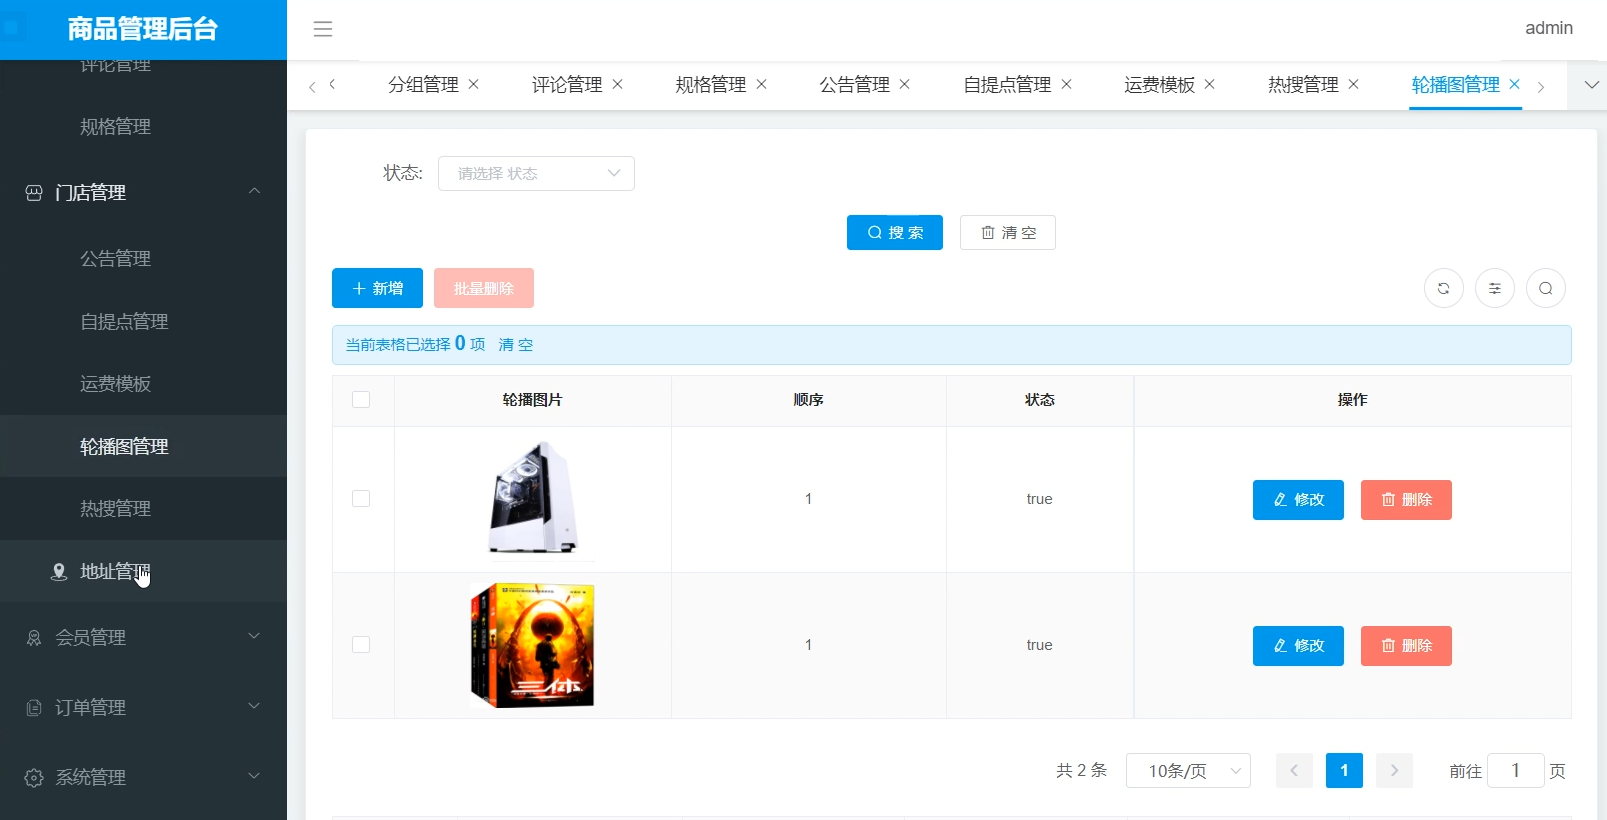 商品管理后台
admin
评论管理
规格管理
门店管理
公告管理
自提点管理
运费模板
轮播图管理
热搜管理
地址管理
会员管理
订单管理
系统管理
分组管理 评论管理 规格管理 公告管理 自提点管理 运费模板 热搜管理 轮播图管理
状态: 请选择 状态
搜 索 清 空
新增 批量删除
当前表格已选择 0 项 清 空
轮播图片 顺序 状态 操作
1 true 修改 删除
三体
1 true 修改 删除
共 2 条 10条/页 1 前往 1 页